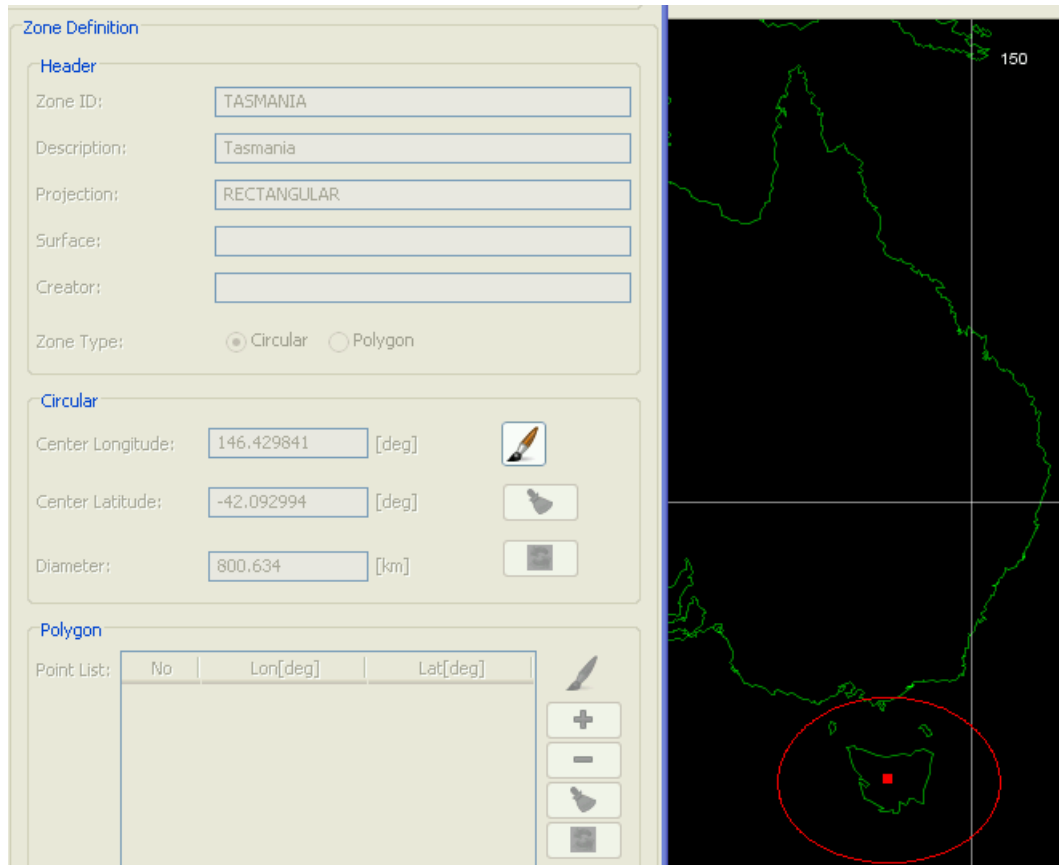 Zone Definition
Header
Zone ID: TASMANIA
Description: Tasmania
Projection: RECTANGULAR
Surface:
Creator:
Zone Type: Circular Polygon
Circular
Center Longitude: 146.429841 [deg]
Center Latitude: -42.092994 [deg]
Diameter: 800.634 [km]
Polygon
Point List: No Lon[deg] Lat[deg]
150